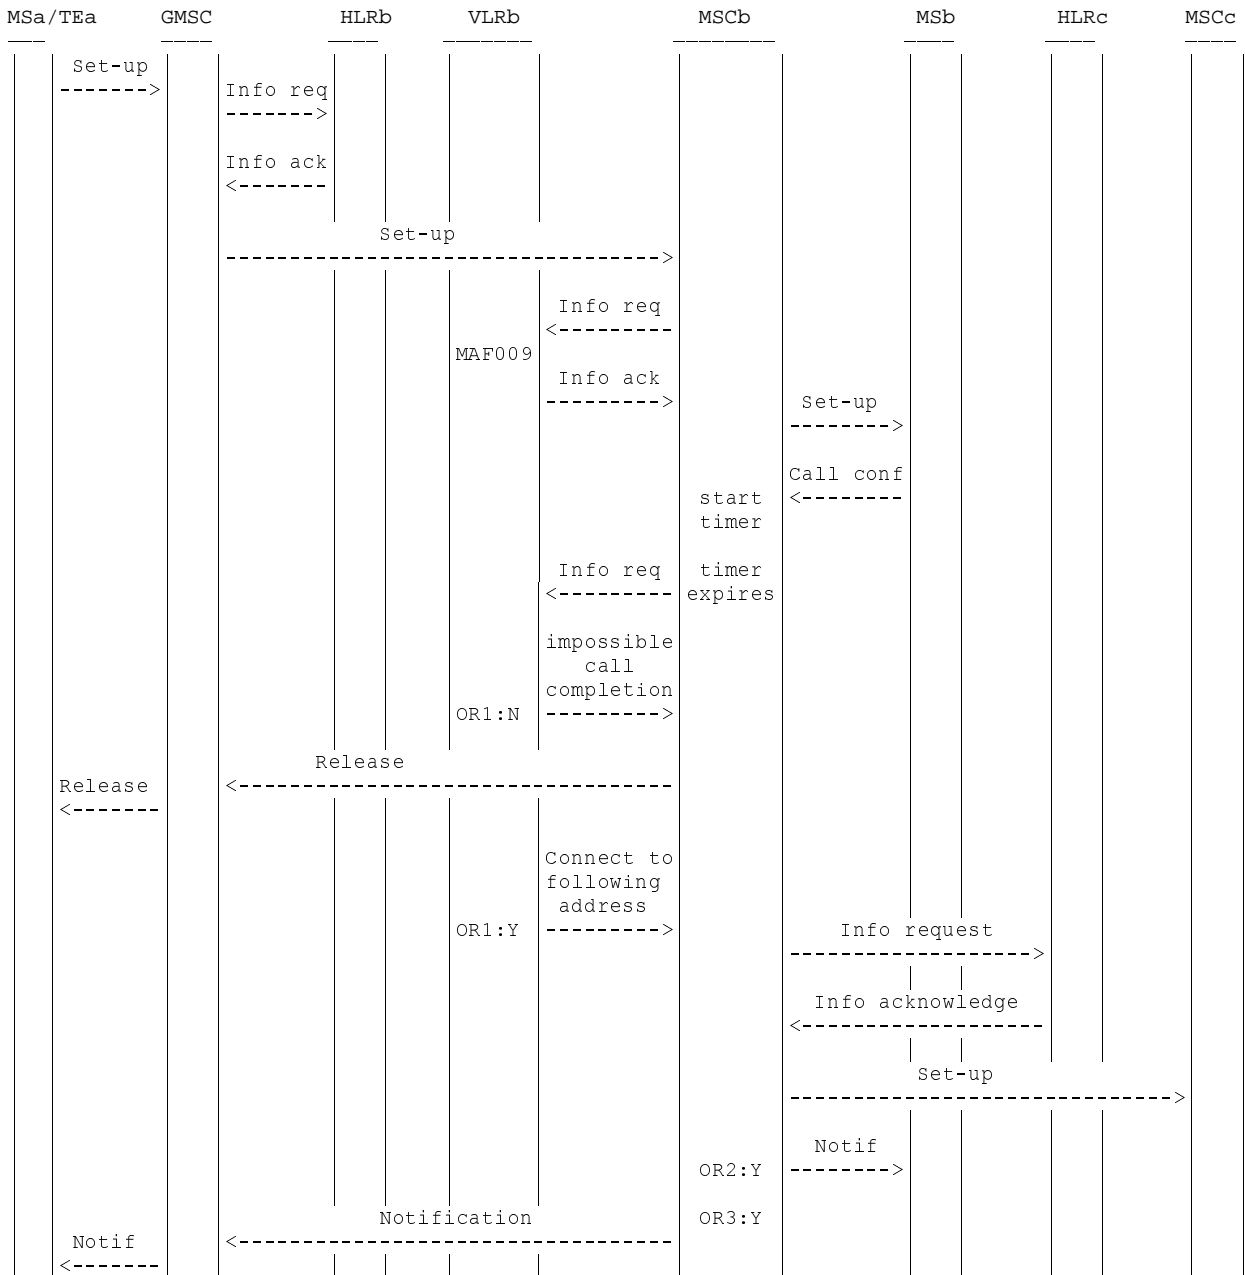 MSa/TEa GMSC HLRb VLRb MSCb MSb HLRc MSCc
Set-up
Info req
Info ack
Set-up
Info req
MAF009
Info ack
Set-up
Call conf
start
timer
Info req timer
expires
impossible
call
completion
OR1:N
Release
Release
Connect to
following
address
OR1:Y Info request
Info acknowledge
Set-up
Notif
OR2:Y
Notification OR3:Y
Notif